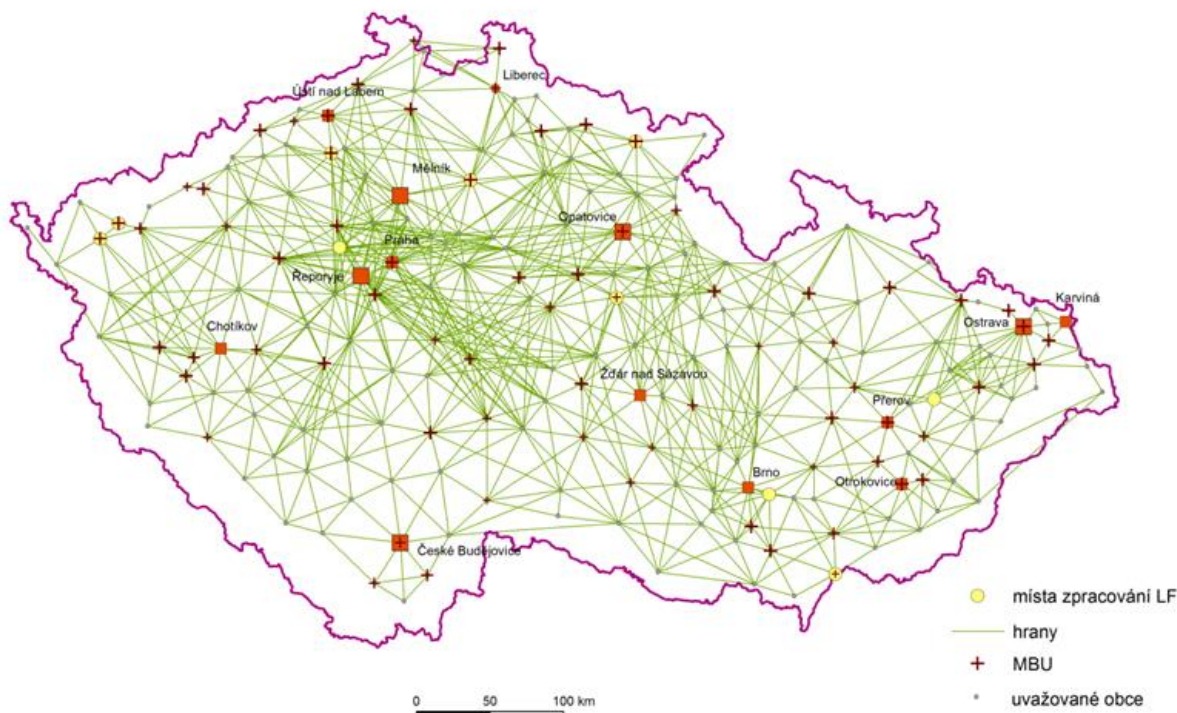 Liberec
Ústí nad Labem
Mělník
Opatovice
Praha
Řeporyje
Karviná
Ostrava
Chotíkov
Žďár nad Sázavou
Přerov
Brno
Otrokovice
České Budějovice
místa zpracování LF
hrany
MBU
uvažované obce
0 50 100 km